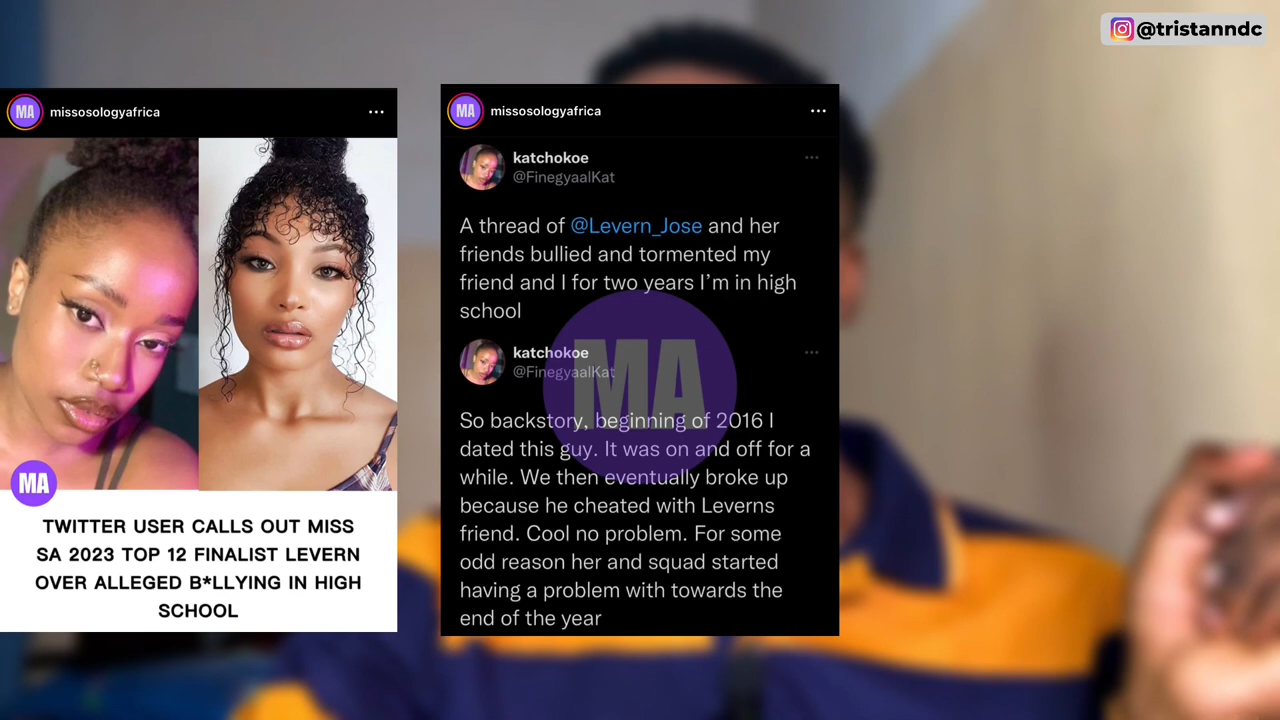 @tristanndc
MA missosologyafrica
MA
TWITTER USER CALLS OUT MISS
SA 2023 TOP 12 FINALIST LEVERN
OVER ALLEGED B*LLYING IN HIGH
SCHOOL
MA missosologyafrica
katchokoe
@FinegyaalKat
A thread of @Levern_Jose and her
friends bullied and tormented my
friend and I for two years I’m in high
school
katchokoe
@FinegyaalKat
MA
So backstory, beginning of 2016 I
dated this guy. It was on and off for a
while. We then eventually broke up
because he cheated with Leverns
friend. Cool no problem. For some
odd reason her and squad started
having a problem with towards the
end of the year